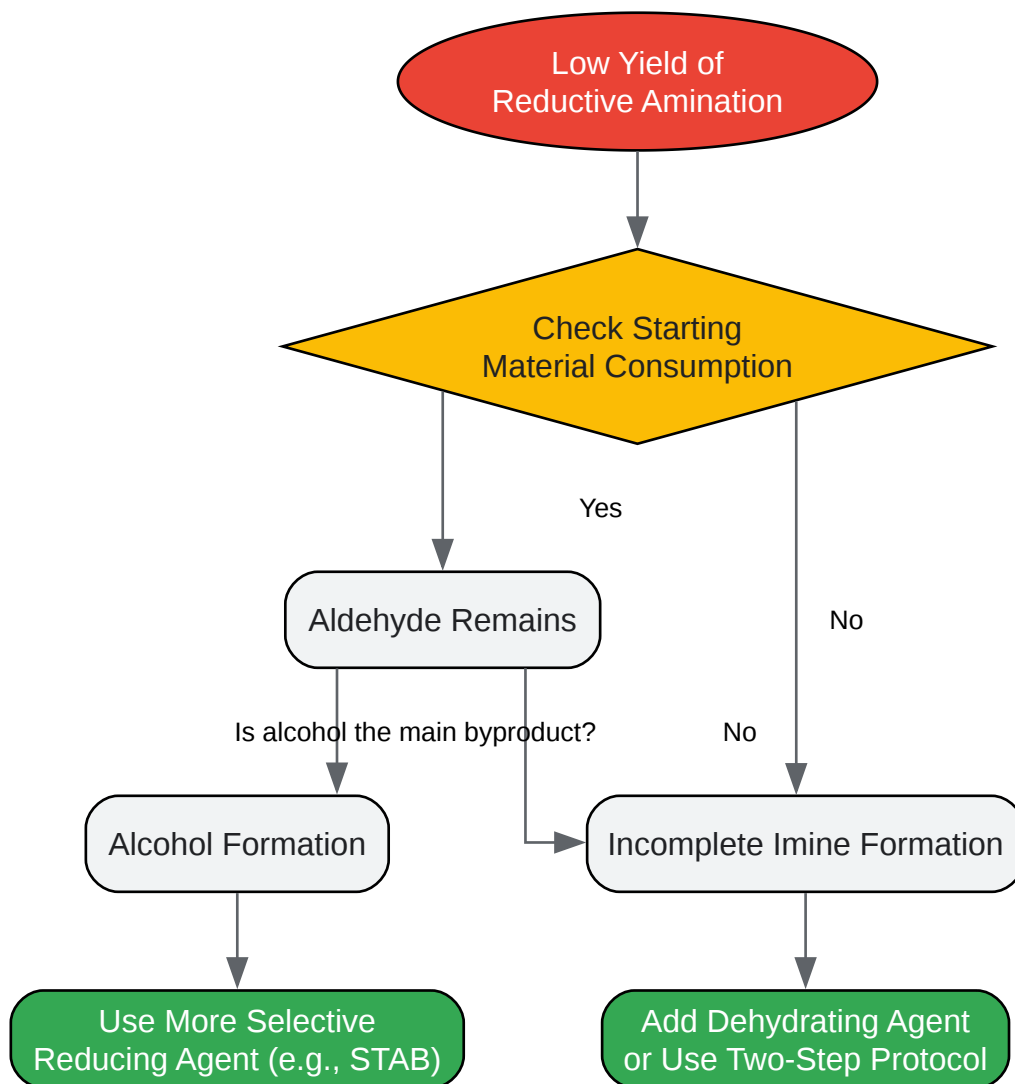 Low Yield of
Reductive Amination
Check Starting
Material Consumption
Yes
Aldehyde Remains
No
Is alcohol the main byproduct?
No
Alcohol Formation
Incomplete Imine Formation
Use More Selective
Reducing Agent (e.g., STAB)
Add Dehydrating Agent
or Use Two-Step Protocol